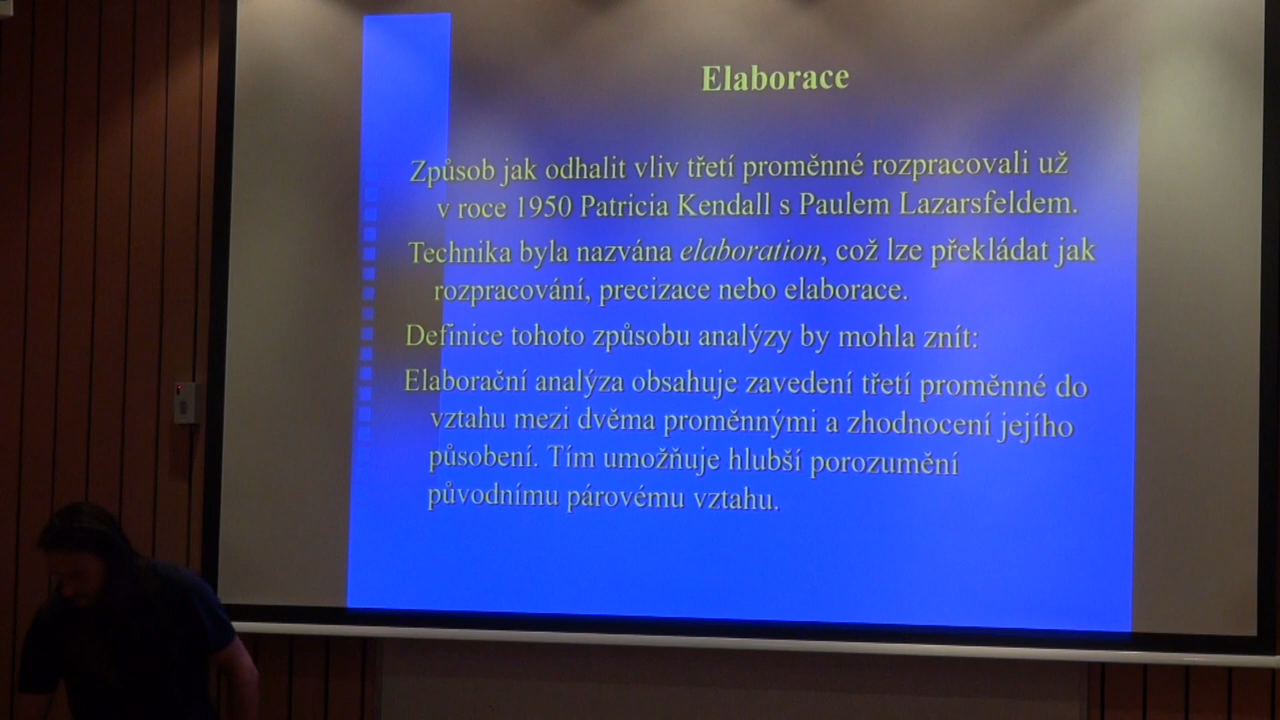 Elaborace
Způsob jak odhalit vliv třetí proměnné rozpracovali už
v roce 1950 Patricia Kendall s Paulem Lazarsfeldem.
Technika byla nazvána elaboration, což lze překládat jak
rozpracování, precizace nebo elaborace.
Definice tohoto způsobu analýzy by mohla znít:
Elaborační analýza obsahuje zavedení třetí proměnné do
vztahu mezi dvěma proměnnými a zhodnocení jejího
působení. Tím umožňuje hlubší porozumění
původnímu párovému vztahu.